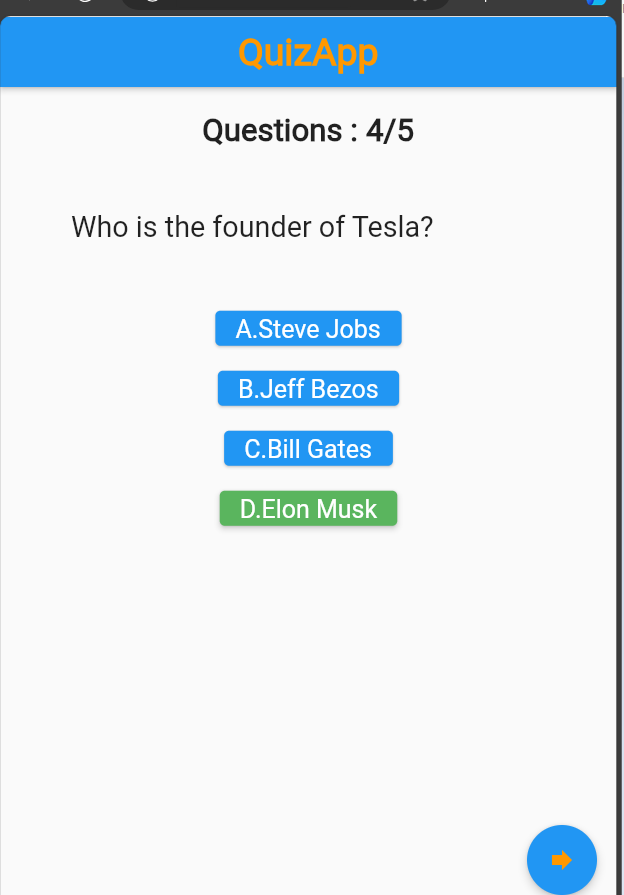 QuizApp
Questions : 4/5
Who is the founder of Tesla?
A.Steve Jobs
B.Jeff Bezos
C.Bill Gates
D.Elon Musk